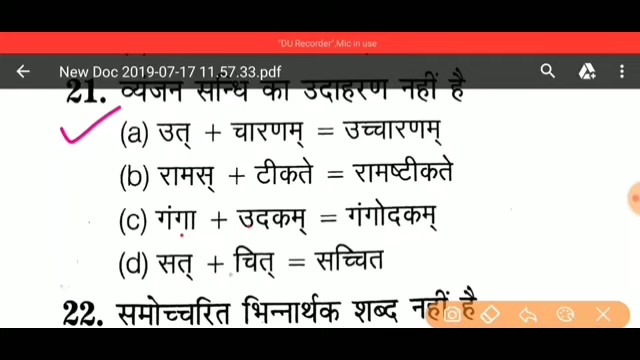 "DU Recorder".Mic in use
New Doc 2019-07-17 11.57.33.pdf
21. व्यजन सन्धि का उदाहरण नहीं है
(a) उत् + चारणम् = उच्चारणम्
(b) रामस् + टीकते = रामष्टीकते
(c) गंगा + उदकम् = गंगोदकम्
(d) सत् + चित् = सच्चित
22. समोच्चरित भिन्नार्थक शब्द नहीं है